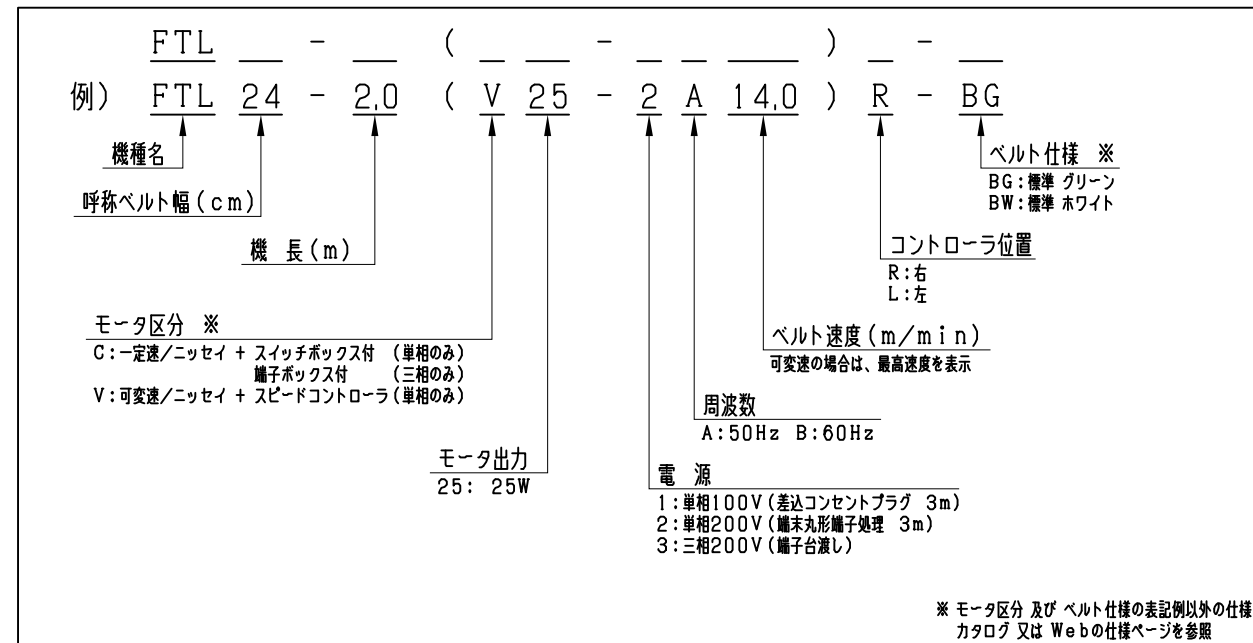 FTL - ( - ) -
例) FTL 24 - 2.0 ( V 25 - 2 A 14.0 ) R - BG
機種名
呼称ベルト幅(cm)
機 長(m)
モータ区分 ※
C:一定速/ニッセイ + スイッチボックス付 (単相のみ)
端子ボックス付 (三相のみ)
V:可変速/ニッセイ + スピードコントローラ(単相のみ)
モータ出力
25: 25W
電 源
1:単相100V(差込コンセントプラグ 3m)
2:単相200V(端末丸形端子処理 3m)
3:三相200V(端子台渡し)
周波数
A:50Hz B:60Hz
ベルト速度(m/min)
可変速の場合は、最高速度を表示
コントローラ位置
R:右
L:左
ベルト仕様 ※
BG:標準 グリーン
BW:標準 ホワイト
※ モータ区分 及び ベルト仕様の表記例以外の仕様
カタログ 又は Webの仕様ページを参照